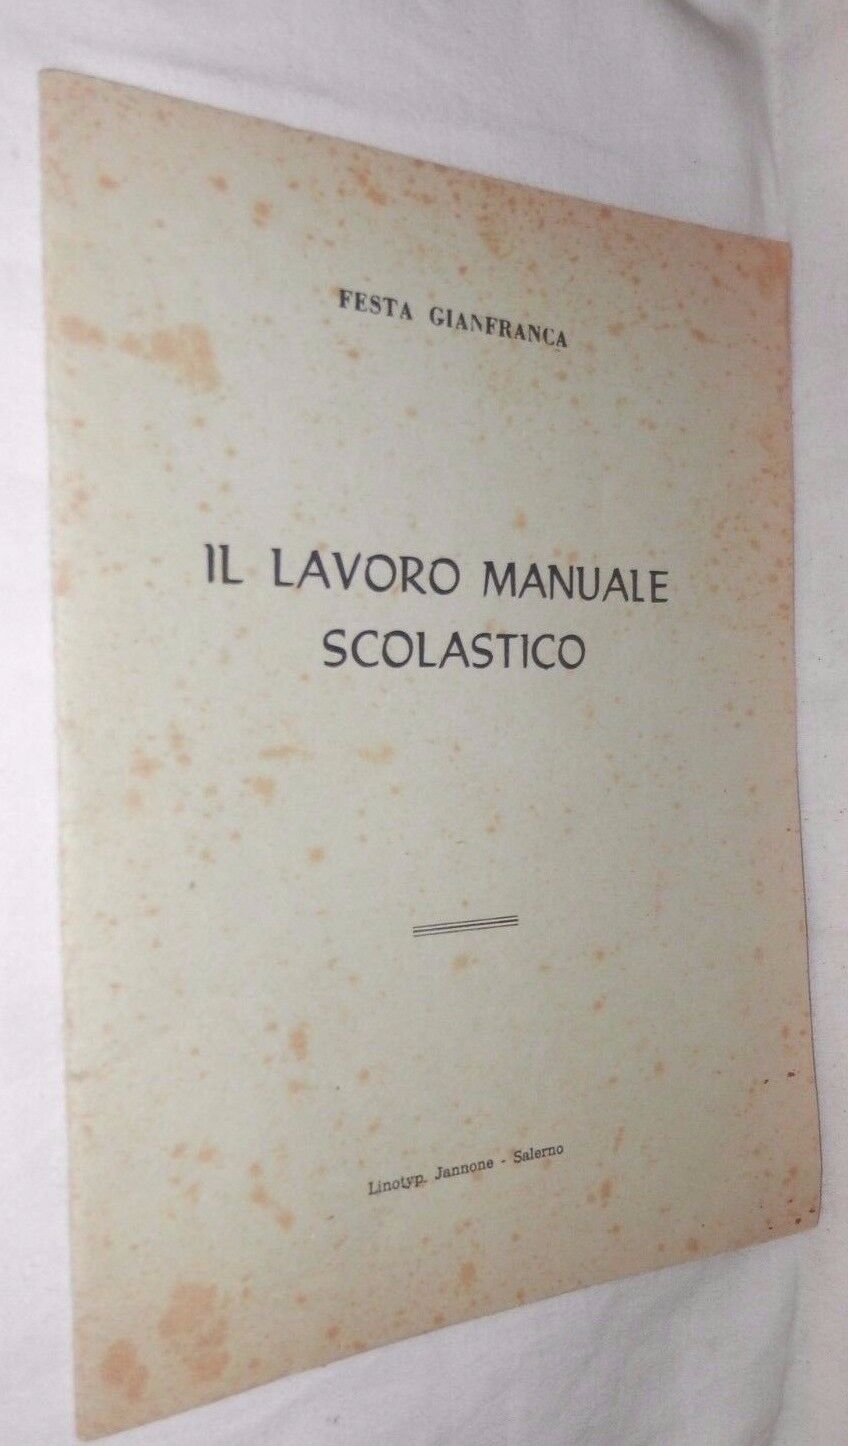 FESTA GIANFRANCA
IL LAVORO MANUALE
SCOLASTICO
Linotyp. Jannone - Salerno